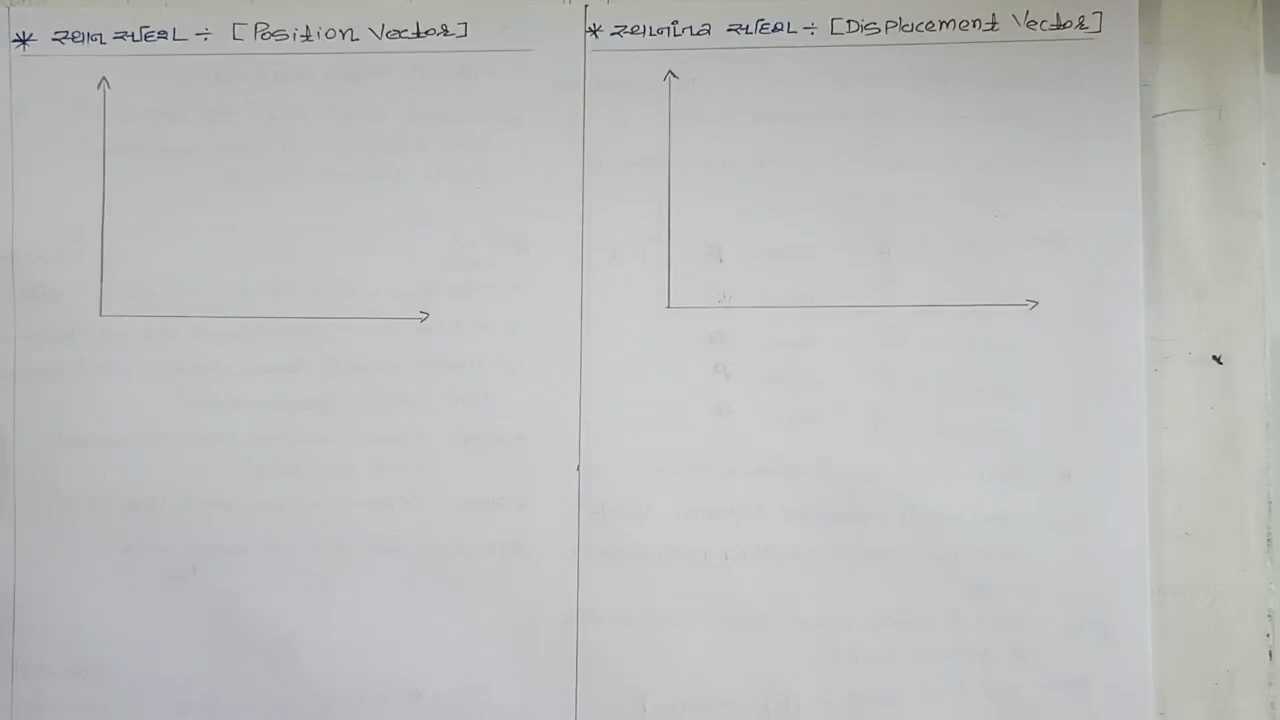 * સ્થાન સદિશ ÷ [Position Vector]
* સ્થાનાંતર સદિશ ÷ [Displacement Vector]